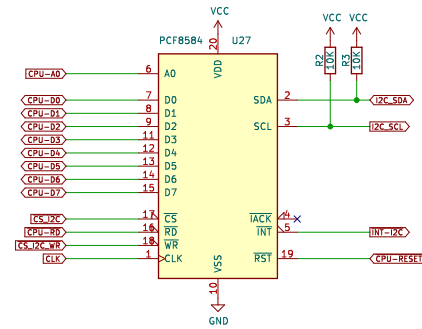 VCC
VCC VCC
PCF8584 U27
R2 10K
R3 10K
20
VDD
CPU-A0 6 A0
CPU-D0 7 D0 SDA 2 I2C_SDA
CPU-D1 8 D1
CPU-D2 9 D2 SCL 3 I2C_SCL
CPU-D3 11 D3
CPU-D4 12 D4
CPU-D5 13 D5
CPU-D6 14 D6
CPU-D7 15 D7
CS_I2C 17 CS IACK 4
CPU-RD 16 RD INT 5 INT-I2C
CS_I2C_WR 18 WR
CLK 1 CLK RST 19 CPU-RESET
VSS
10
GND